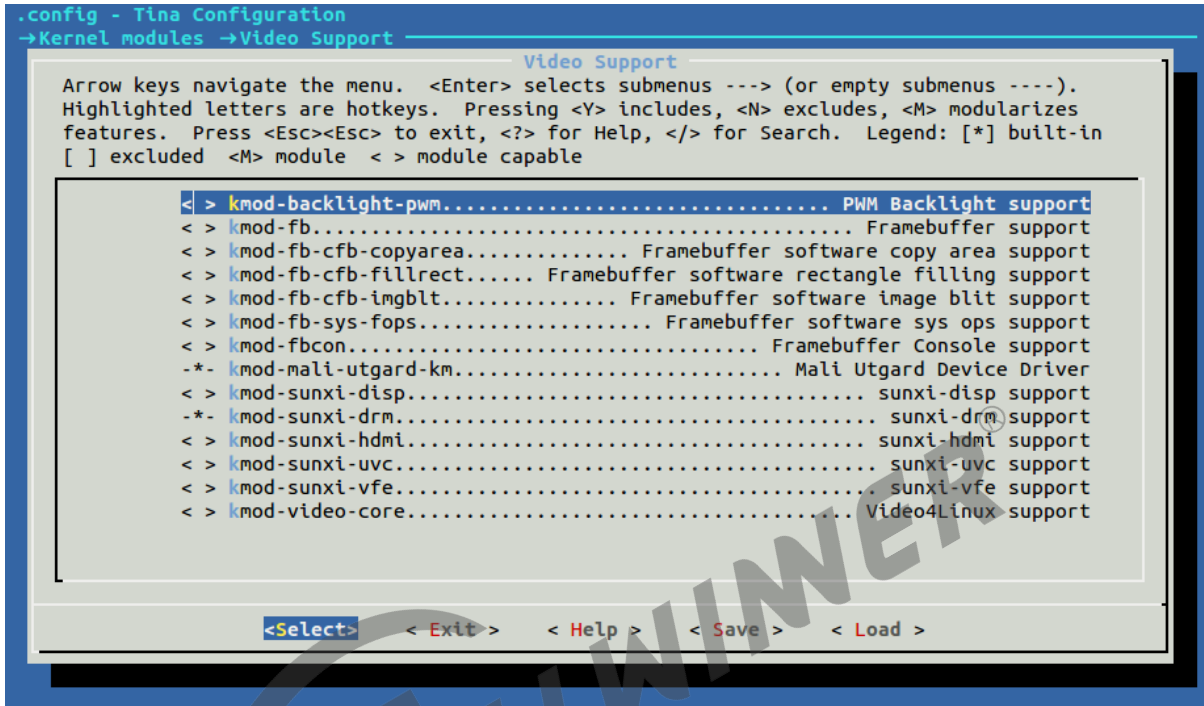 .config - Tina Configuration
→Kernel modules →Video Support
Video Support
Arrow keys navigate the menu.  <Enter> selects submenus ---> (or empty submenus ----).
Highlighted letters are hotkeys.  Pressing <Y> includes, <N> excludes, <M> modularizes
features.  Press <Esc><Esc> to exit, <?> for Help, </> for Search.  Legend: [*] built-in
[ ] excluded  <M> module  < > module capable
< > kmod-backlight-pwm................................. PWM Backlight support
< > kmod-fb.............................................. Framebuffer support
< > kmod-fb-cfb-copyarea.............. Framebuffer software copy area support
< > kmod-fb-cfb-fillrect...... Framebuffer software rectangle filling support
< > kmod-fb-cfb-imgblt............... Framebuffer software image blit support
< > kmod-fb-sys-fops.................... Framebuffer software sys ops support
< > kmod-fbcon................................... Framebuffer Console support
-*- kmod-mali-utgard-km............................ Mali Utgard Device Driver
< > kmod-sunxi-disp....................................... sunxi-disp support
-*- kmod-sunxi-drm......................................... sunxi-drm support
< > kmod-sunxi-hdmi....................................... sunxi-hdmi support
< > kmod-sunxi-uvc......................................... sunxi-uvc support
< > kmod-sunxi-vfe......................................... sunxi-vfe support
< > kmod-video-core...................................... Video4Linux support
<Select>    < Exit >    < Help >    < Save >    < Load >